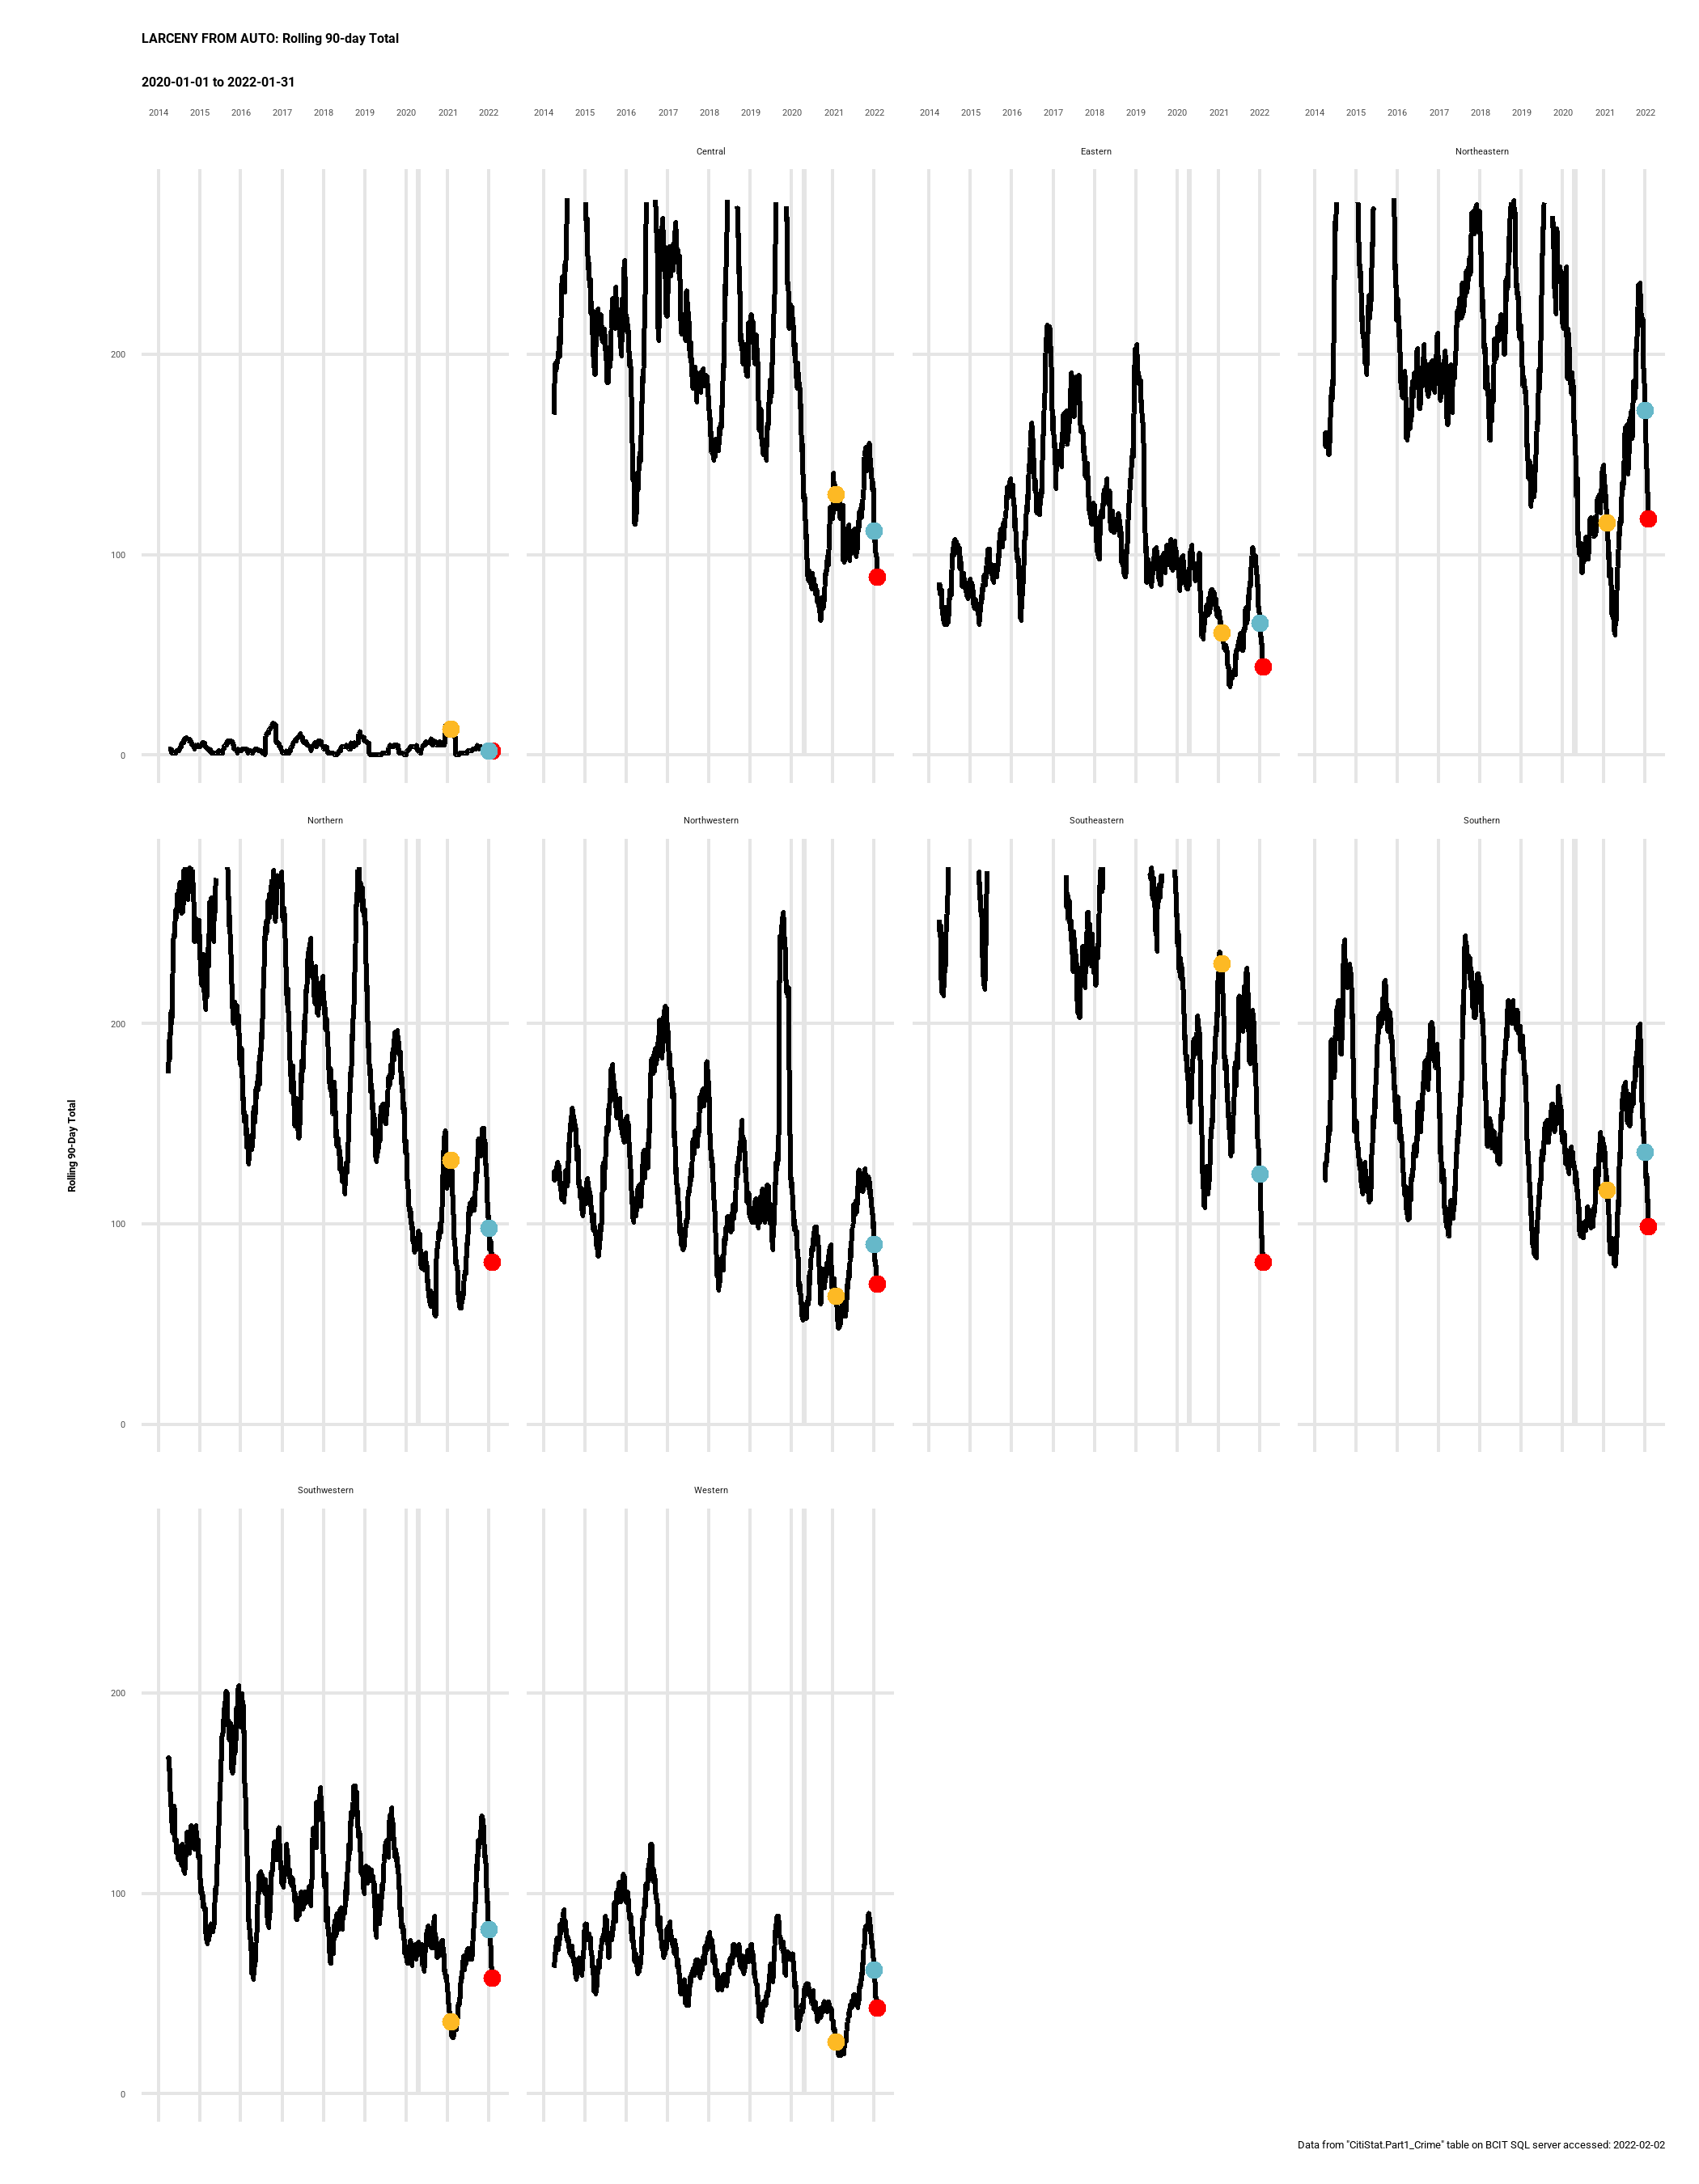 LARCENY FROM AUTO: Rolling 90-day Total
2020-01-01 to 2022-01-31
2014 2015 2016 2017 2018 2019 2020 2021 2022 2014 2015 2016 2017 2018 2019 2020 2021 2022 2014 2015 2016 2017 2018 2019 2020 2021 2022 2014 2015 2016 2017 2018 2019 2020 2021 2022
Central Eastern Northeastern
200
100
0
Northern Northwestern Southeastern Southern
200
100
0
Rolling 90-Day Total
Southwestern Western
200
100
0
Data from "CitiStat.Part1_Crime" table on BCIT SQL server accessed: 2022-02-02